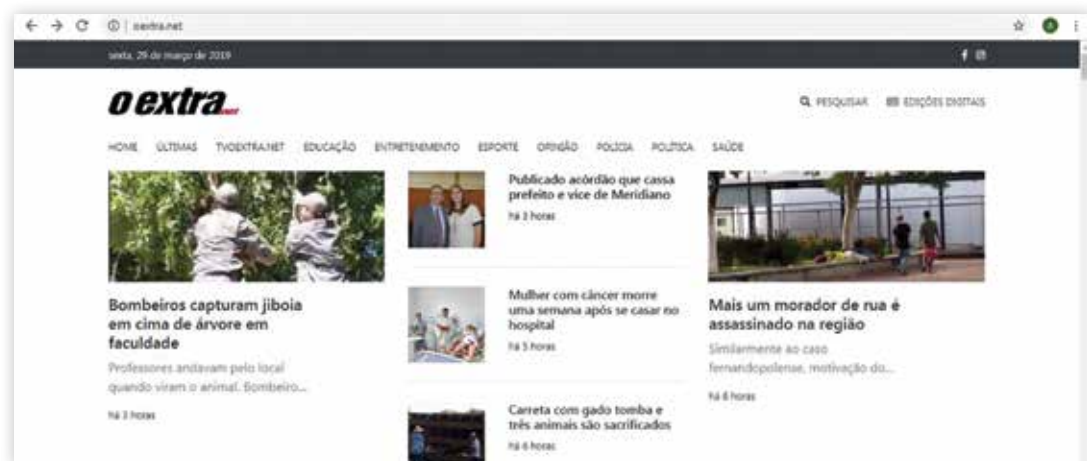 oextra.net
sexta, 29 de março de 2019
o extra.net
PESQUISAR EDIÇÕES DIGITAIS
HOME ÚLTIMAS TVOEXTRA.NET EDUCAÇÃO ENTRETENIMENTO ESPORTE OPINIÃO POLÍCIA POLÍTICA SAÚDE
Bombeiros capturam jiboia
em cima de árvore em
faculdade
Professores andavam pelo local
quando viram o animal. Bombeiro...
há 3 horas
Publicado acórdão que cassa
prefeito e vice de Meridiano
há 3 horas
Mulher com câncer morre
uma semana após se casar no
hospital
há 5 horas
Carreta com gado tomba e
três animais são sacrificados
há 6 horas
Mais um morador de rua é
assassinado na região
Similarmente ao caso
fernandopolense, motivação do...
há 6 horas